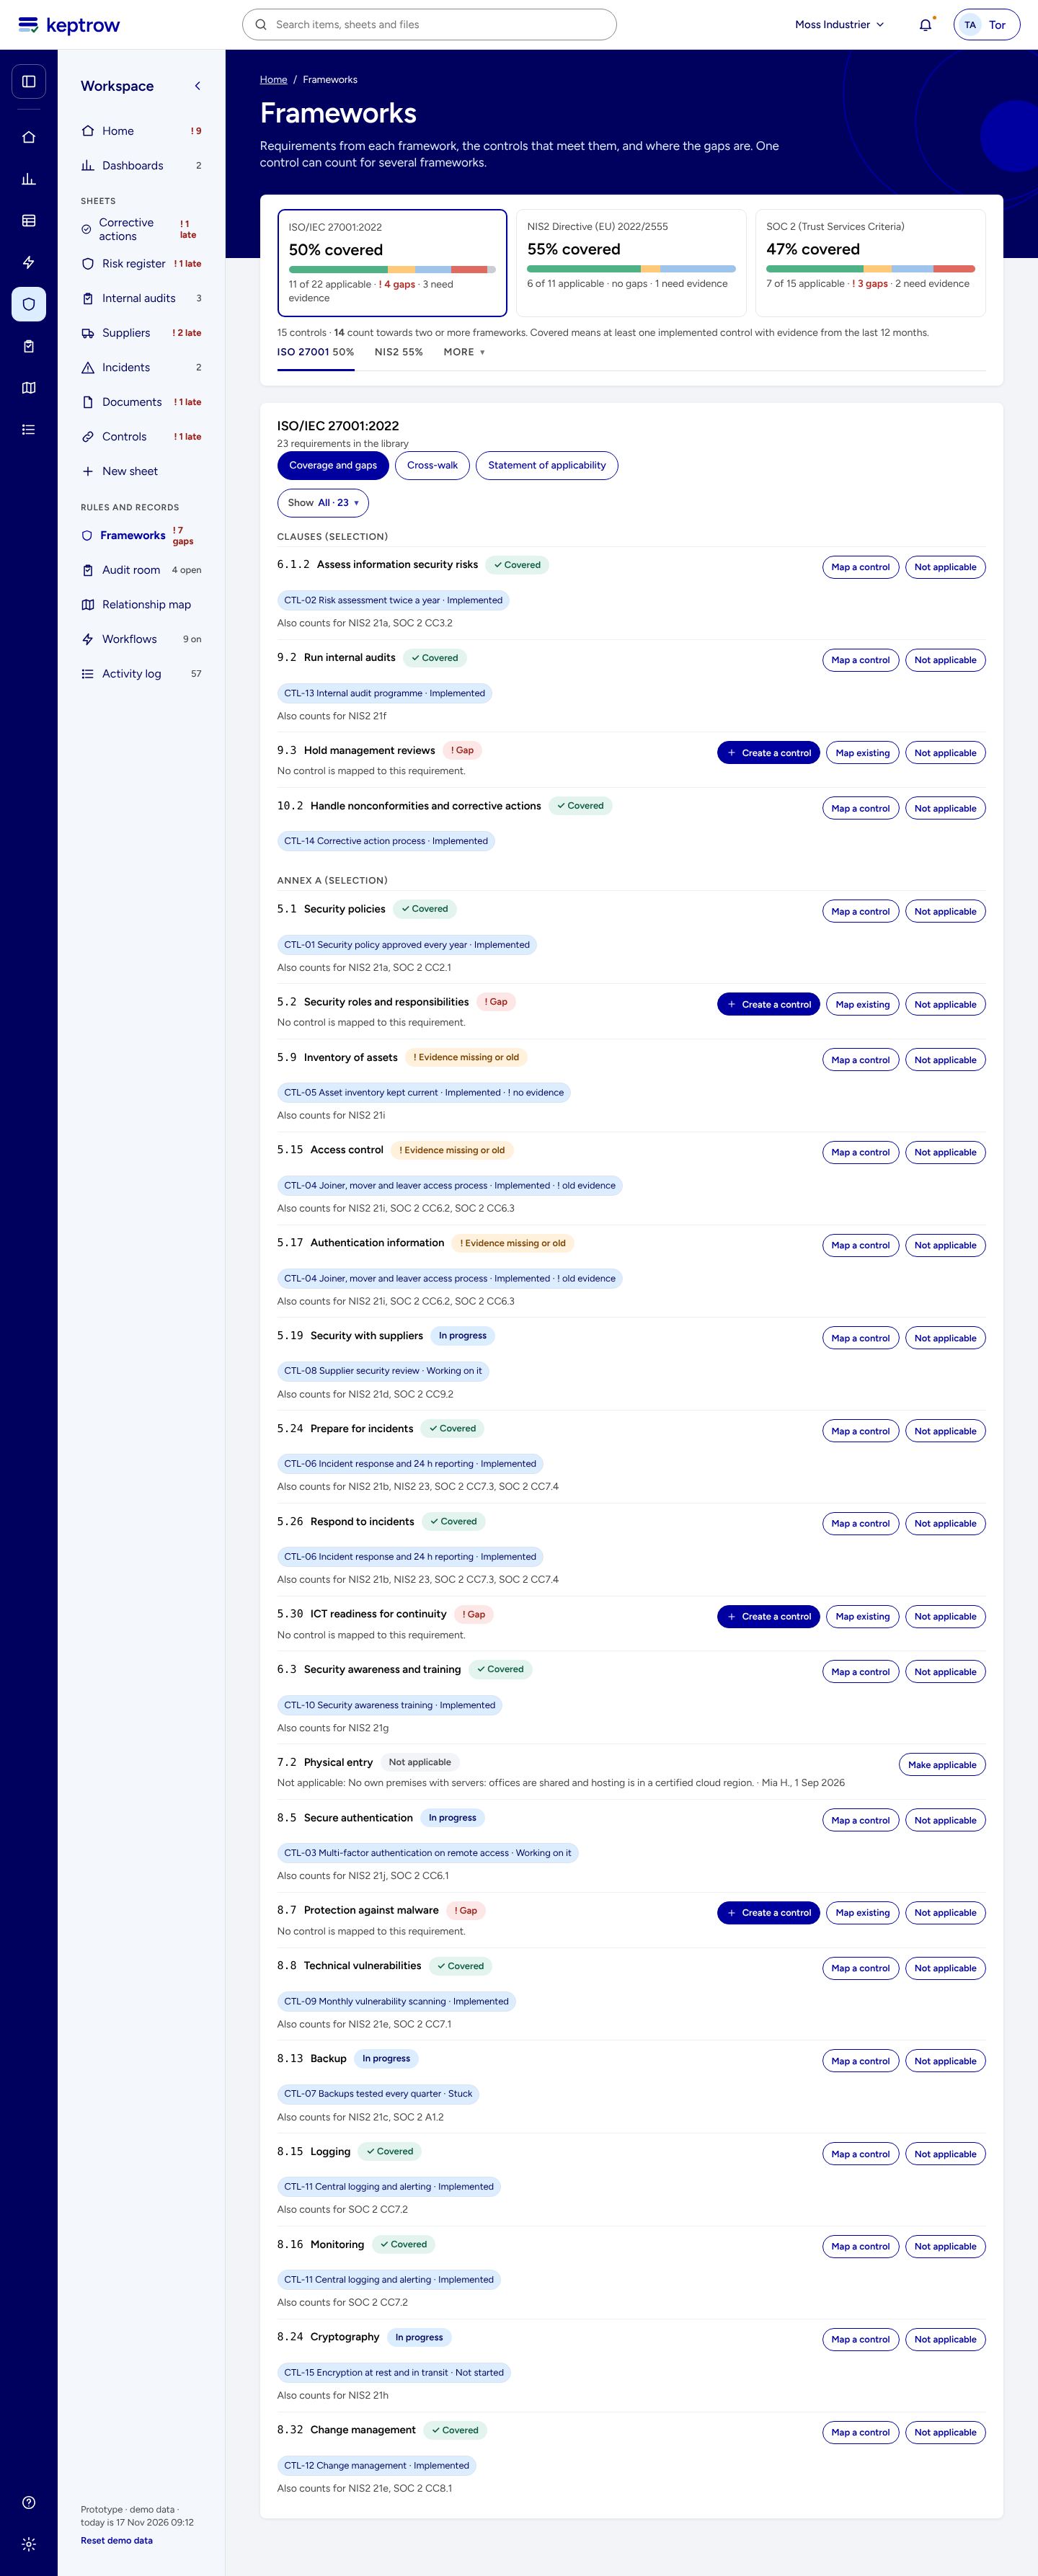 keptrow
Search items, sheets and files
Moss Industrier
TA Tor
Workspace
Home ! 9
Dashboards 2
SHEETS
Corrective actions ! 1 late
Risk register ! 1 late
Internal audits 3
Suppliers ! 2 late
Incidents 2
Documents ! 1 late
Controls ! 1 late
New sheet
RULES AND RECORDS
Frameworks ! 7 gaps
Audit room 4 open
Relationship map
Workflows 9 on
Activity log 57
Prototype · demo data ·
today is 17 Nov 2026 09:12
Reset demo data
Home / Frameworks
Frameworks
Requirements from each framework, the controls that meet them, and where the gaps are. One
control can count for several frameworks.
ISO/IEC 27001:2022
50% covered
11 of 22 applicable · ! 4 gaps · 3 need
evidence
NIS2 Directive (EU) 2022/2555
55% covered
6 of 11 applicable · no gaps · 1 need evidence
SOC 2 (Trust Services Criteria)
47% covered
7 of 15 applicable · ! 3 gaps · 2 need evidence
15 controls · 14 count towards two or more frameworks. Covered means at least one implemented control with evidence from the last 12 months.
ISO 27001 50% NIS2 55% MORE ▾
ISO/IEC 27001:2022
23 requirements in the library
Coverage and gaps Cross-walk Statement of applicability
Show All · 23 ▾
CLAUSES (SELECTION)
6.1.2 Assess information security risks ✓ Covered Map a control Not applicable
CTL-02 Risk assessment twice a year · Implemented
Also counts for NIS2 21a, SOC 2 CC3.2
9.2 Run internal audits ✓ Covered Map a control Not applicable
CTL-13 Internal audit programme · Implemented
Also counts for NIS2 21f
9.3 Hold management reviews ! Gap + Create a control Map existing Not applicable
No control is mapped to this requirement.
10.2 Handle nonconformities and corrective actions ✓ Covered Map a control Not applicable
CTL-14 Corrective action process · Implemented
ANNEX A (SELECTION)
5.1 Security policies ✓ Covered Map a control Not applicable
CTL-01 Security policy approved every year · Implemented
Also counts for NIS2 21a, SOC 2 CC2.1
5.2 Security roles and responsibilities ! Gap + Create a control Map existing Not applicable
No control is mapped to this requirement.
5.9 Inventory of assets ! Evidence missing or old Map a control Not applicable
CTL-05 Asset inventory kept current · Implemented · ! no evidence
Also counts for NIS2 21i
5.15 Access control ! Evidence missing or old Map a control Not applicable
CTL-04 Joiner, mover and leaver access process · Implemented · ! old evidence
Also counts for NIS2 21i, SOC 2 CC6.2, SOC 2 CC6.3
5.17 Authentication information ! Evidence missing or old Map a control Not applicable
CTL-04 Joiner, mover and leaver access process · Implemented · ! old evidence
Also counts for NIS2 21i, SOC 2 CC6.2, SOC 2 CC6.3
5.19 Security with suppliers In progress Map a control Not applicable
CTL-08 Supplier security review · Working on it
Also counts for NIS2 21d, SOC 2 CC9.2
5.24 Prepare for incidents ✓ Covered Map a control Not applicable
CTL-06 Incident response and 24 h reporting · Implemented
Also counts for NIS2 21b, NIS2 23, SOC 2 CC7.3, SOC 2 CC7.4
5.26 Respond to incidents ✓ Covered Map a control Not applicable
CTL-06 Incident response and 24 h reporting · Implemented
Also counts for NIS2 21b, NIS2 23, SOC 2 CC7.3, SOC 2 CC7.4
5.30 ICT readiness for continuity ! Gap + Create a control Map existing Not applicable
No control is mapped to this requirement.
6.3 Security awareness and training ✓ Covered Map a control Not applicable
CTL-10 Security awareness training · Implemented
Also counts for NIS2 21g
7.2 Physical entry Not applicable Make applicable
Not applicable: No own premises with servers: offices are shared and hosting is in a certified cloud region. · Mia H., 1 Sep 2026
8.5 Secure authentication In progress Map a control Not applicable
CTL-03 Multi-factor authentication on remote access · Working on it
Also counts for NIS2 21j, SOC 2 CC6.1
8.7 Protection against malware ! Gap + Create a control Map existing Not applicable
No control is mapped to this requirement.
8.8 Technical vulnerabilities ✓ Covered Map a control Not applicable
CTL-09 Monthly vulnerability scanning · Implemented
Also counts for NIS2 21e, SOC 2 CC7.1
8.13 Backup In progress Map a control Not applicable
CTL-07 Backups tested every quarter · Stuck
Also counts for NIS2 21c, SOC 2 A1.2
8.15 Logging ✓ Covered Map a control Not applicable
CTL-11 Central logging and alerting · Implemented
Also counts for SOC 2 CC7.2
8.16 Monitoring ✓ Covered Map a control Not applicable
CTL-11 Central logging and alerting · Implemented
Also counts for SOC 2 CC7.2
8.24 Cryptography In progress Map a control Not applicable
CTL-15 Encryption at rest and in transit · Not started
Also counts for NIS2 21h
8.32 Change management ✓ Covered Map a control Not applicable
CTL-12 Change management · Implemented
Also counts for NIS2 21e, SOC 2 CC8.1